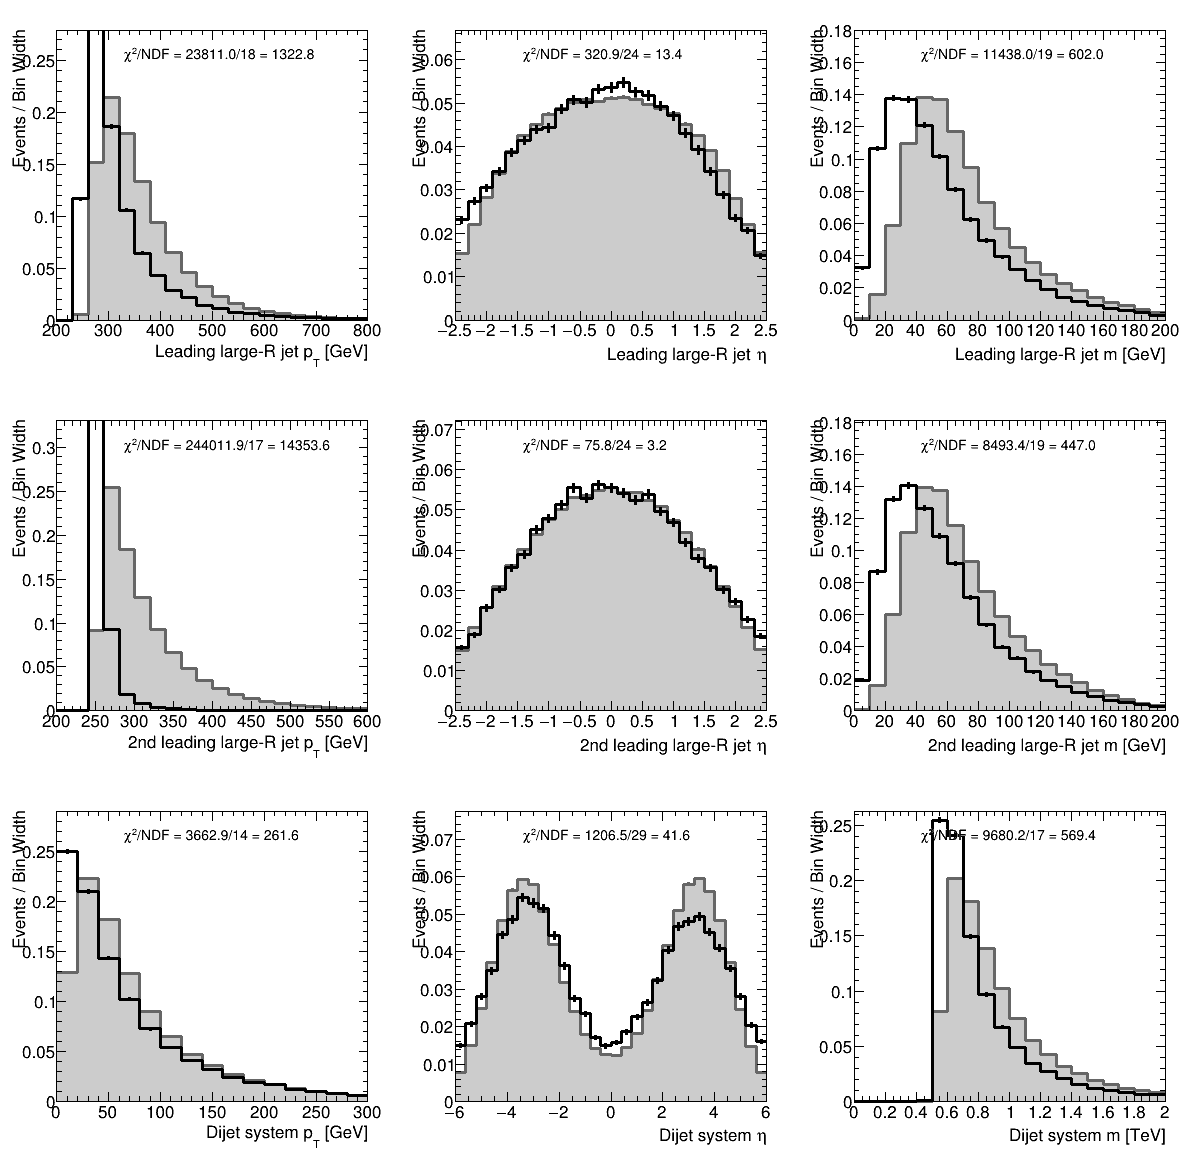 Events / Bin Width
χ²/NDF = 23811.0/18 = 1322.8
0.25
0.2
0.15
0.1
0.05
0
200 300 400 500 600 700 800
Leading large-R jet p_T [GeV]
Events / Bin Width
χ²/NDF = 320.9/24 = 13.4
0.06
0.05
0.04
0.03
0.02
0.01
0
−2.5 −2 −1.5 −1 −0.5 0 0.5 1 1.5 2 2.5
Leading large-R jet η
Events / Bin Width
χ²/NDF = 11438.0/19 = 602.0
0.18
0.16
0.14
0.12
0.1
0.08
0.06
0.04
0.02
0
0 20 40 60 80 100 120 140 160 180 200
Leading large-R jet m [GeV]
Events / Bin Width
χ²/NDF = 244011.9/17 = 14353.6
0.3
0.25
0.2
0.15
0.1
0.05
0
200 250 300 350 400 450 500 550 600
2nd leading large-R jet p_T [GeV]
Events / Bin Width
χ²/NDF = 75.8/24 = 3.2
0.07
0.06
0.05
0.04
0.03
0.02
0.01
0
−2.5 −2 −1.5 −1 −0.5 0 0.5 1 1.5 2 2.5
2nd leading large-R jet η
Events / Bin Width
χ²/NDF = 8493.4/19 = 447.0
0.18
0.16
0.14
0.12
0.1
0.08
0.06
0.04
0.02
0
0 20 40 60 80 100 120 140 160 180 200
2nd leading large-R jet m [GeV]
Events / Bin Width
χ²/NDF = 3662.9/14 = 261.6
0.25
0.2
0.15
0.1
0.05
0
0 50 100 150 200 250 300
Dijet system p_T [GeV]
Events / Bin Width
χ²/NDF = 1206.5/29 = 41.6
0.07
0.06
0.05
0.04
0.03
0.02
0.01
0
−6 −4 −2 0 2 4 6
Dijet system η
Events / Bin Width
χ²/NDF = 9680.2/17 = 569.4
0.25
0.2
0.15
0.1
0.05
0
0 0.2 0.4 0.6 0.8 1 1.2 1.4 1.6 1.8 2
Dijet system m [TeV]